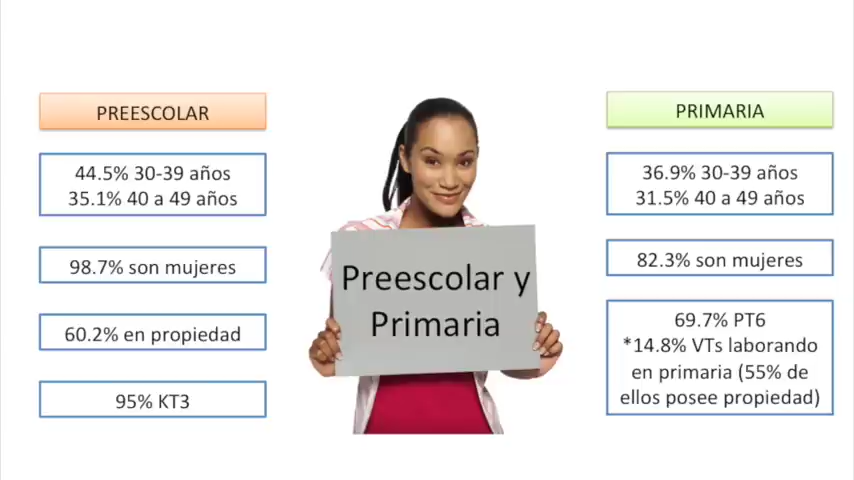 PREESCOLAR
44.5% 30-39 años
35.1% 40 a 49 años
98.7% son mujeres
60.2% en propiedad
95% KT3
Preescolar y
Primaria
PRIMARIA
36.9% 30-39 años
31.5% 40 a 49 años
82.3% son mujeres
69.7% PT6
*14.8% VTs laborando
en primaria (55% de
ellos posee propiedad)